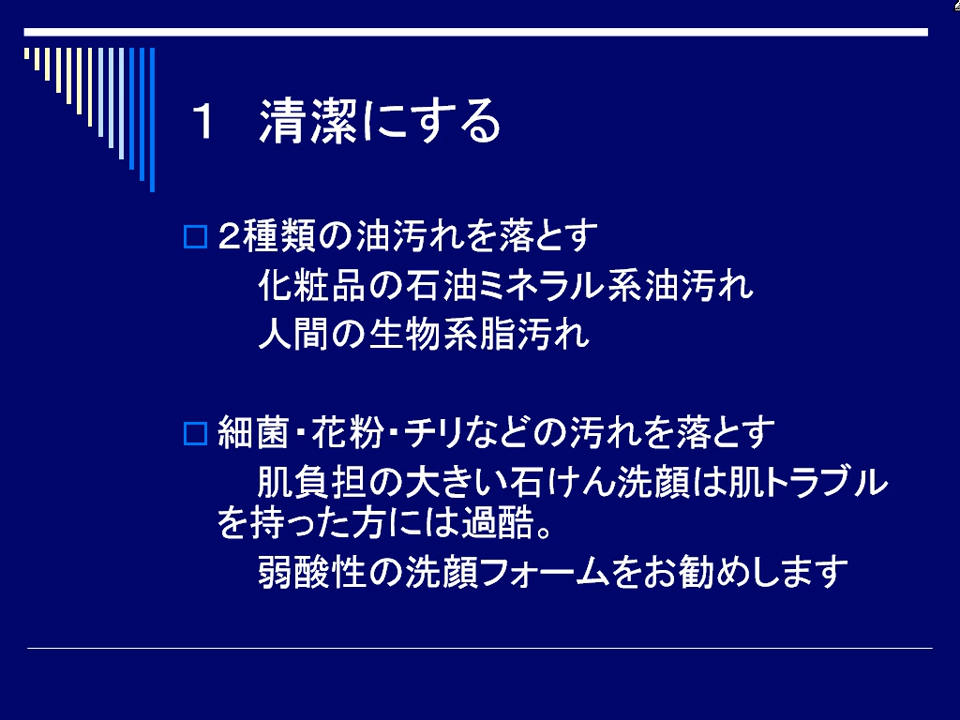 １　清潔にする
２種類の油汚れを落とす
化粧品の石油ミネラル系油汚れ
人間の生物系脂汚れ
細菌・花粉・チリなどの汚れを落とす
肌負担の大きい石けん洗顔は肌トラブル
を持った方には過酷。
弱酸性の洗顔フォームをお勧めします